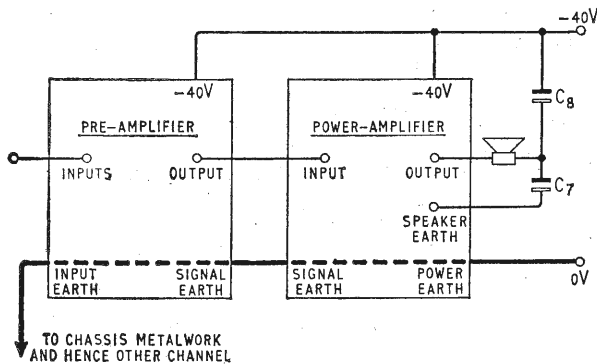 -40V
-40V
-40V
C8
PRE-AMPLIFIER
POWER-AMPLIFIER
INPUTS
OUTPUT
INPUT
OUTPUT
C7
SPEAKER
EARTH
INPUT
EARTH
SIGNAL
EARTH
SIGNAL
EARTH
POWER
EARTH
0V
TO CHASSIS METALWORK
AND HENCE OTHER CHANNEL